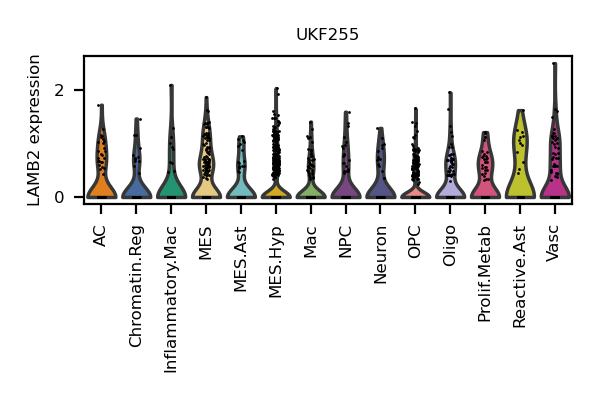 UKF255
LAMB2 expression
2
0
AC
Chromatin.Reg
Inflammatory.Mac
MES
MES.Ast
MES.Hyp
Mac
NPC
Neuron
OPC
Oligo
Prolif.Metab
Reactive.Ast
Vasc